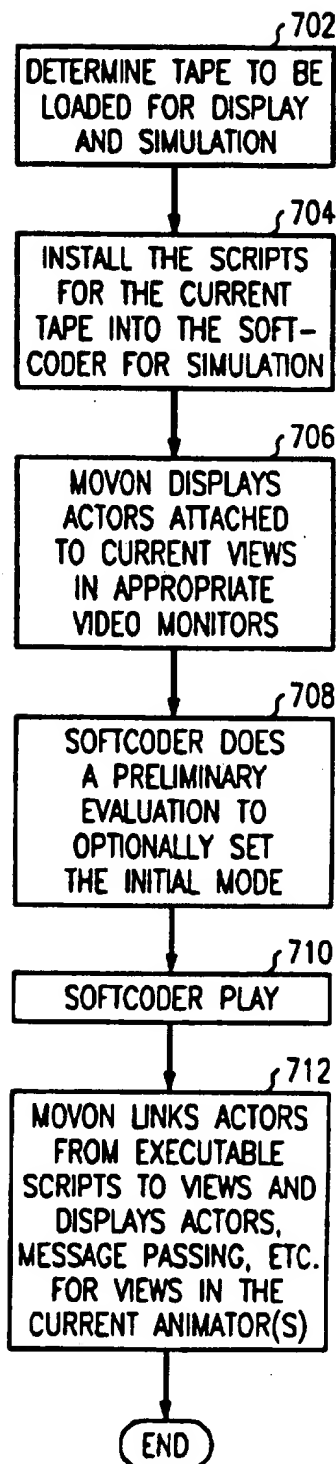 702
DETERMINE TAPE TO BE
LOADED FOR DISPLAY
AND SIMULATION
704
INSTALL THE SCRIPTS
FOR THE CURRENT
TAPE INTO THE SOFT-
CODER FOR SIMULATION
706
MOVON DISPLAYS
ACTORS ATTACHED
TO CURRENT VIEWS
IN APPROPRIATE
VIDEO MONITORS
708
SOFTCODER DOES
A PRELIMINARY
EVALUATION TO
OPTIONALLY SET
THE INITIAL MODE
710
SOFTCODER PLAY
712
MOVON LINKS ACTORS
FROM EXECUTABLE
SCRIPTS TO VIEWS AND
DISPLAYS ACTORS,
MESSAGE PASSING, ETC.
FOR VIEWS IN THE
CURRENT ANIMATOR(S)
END